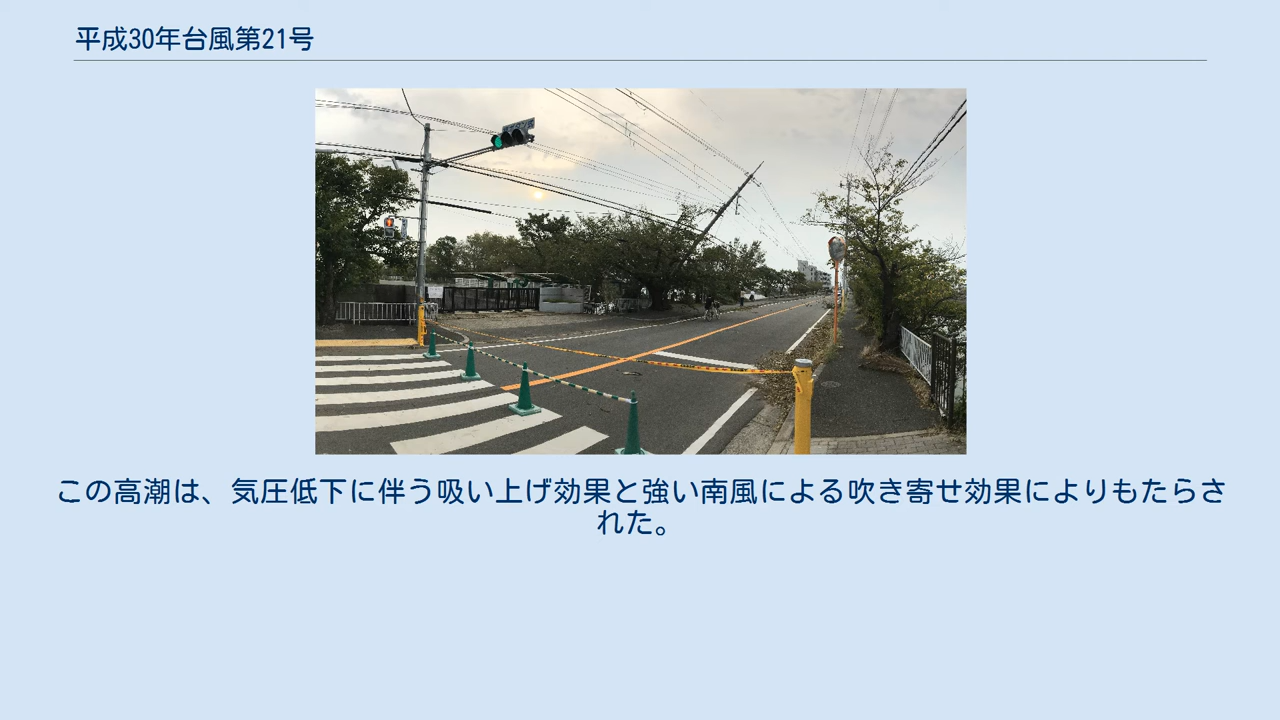 平成30年台風第21号
この高潮は、気圧低下に伴う吸い上げ効果と強い南風による吹き寄せ効果によりもたらさ
れた。